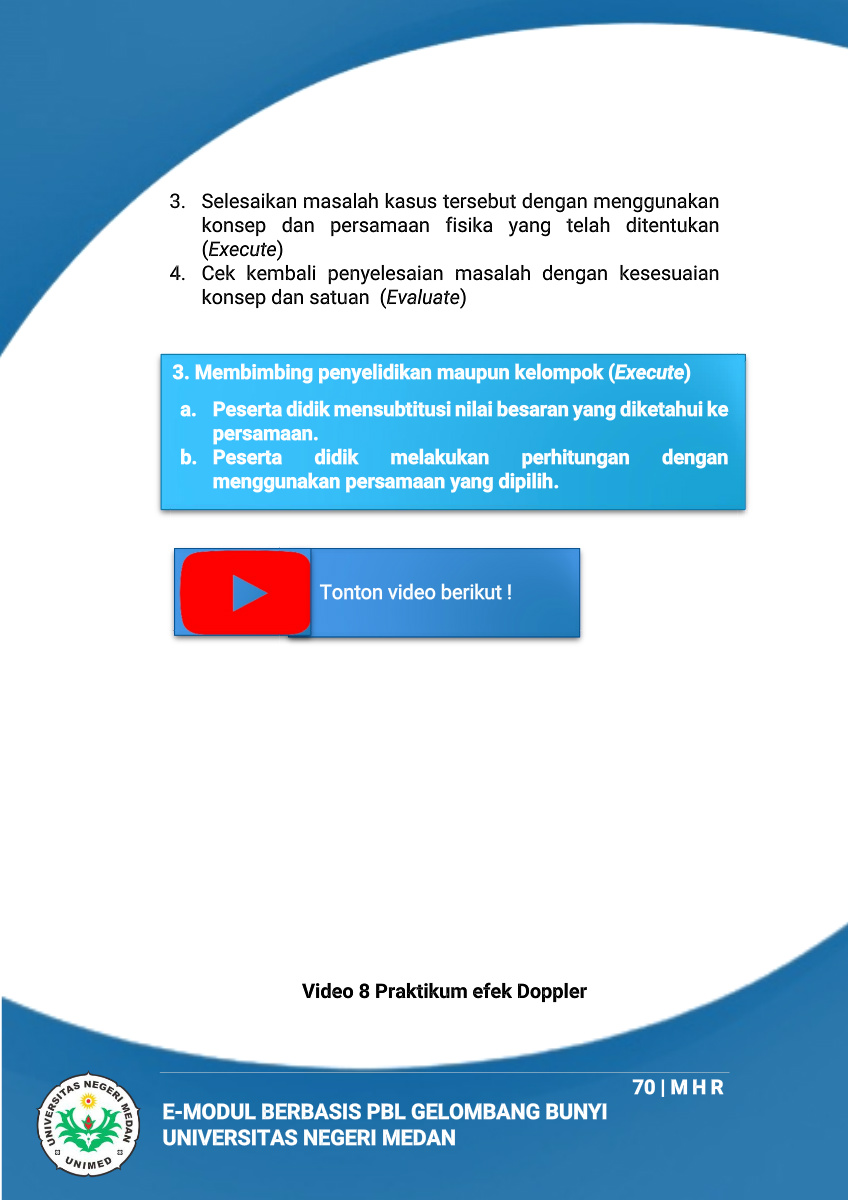 3. Selesaikan masalah kasus tersebut dengan menggunakan
konsep dan persamaan fisika yang telah ditentukan
(Execute)
4. Cek kembali penyelesaian masalah dengan kesesuaian
konsep dan satuan (Evaluate)
3. Membimbing penyelidikan maupun kelompok (Execute)
a. Peserta didik mensubtitusi nilai besaran yang diketahui ke
persamaan.
b. Peserta didik melakukan perhitungan dengan
menggunakan persamaan yang dipilih.
Tonton video berikut !
Video 8 Praktikum efek Doppler
70 | M H R
E-MODUL BERBASIS PBL GELOMBANG BUNYI
UNIVERSITAS NEGERI MEDAN
UNIVERSITAS NEGERI MEDAN
UNIMED